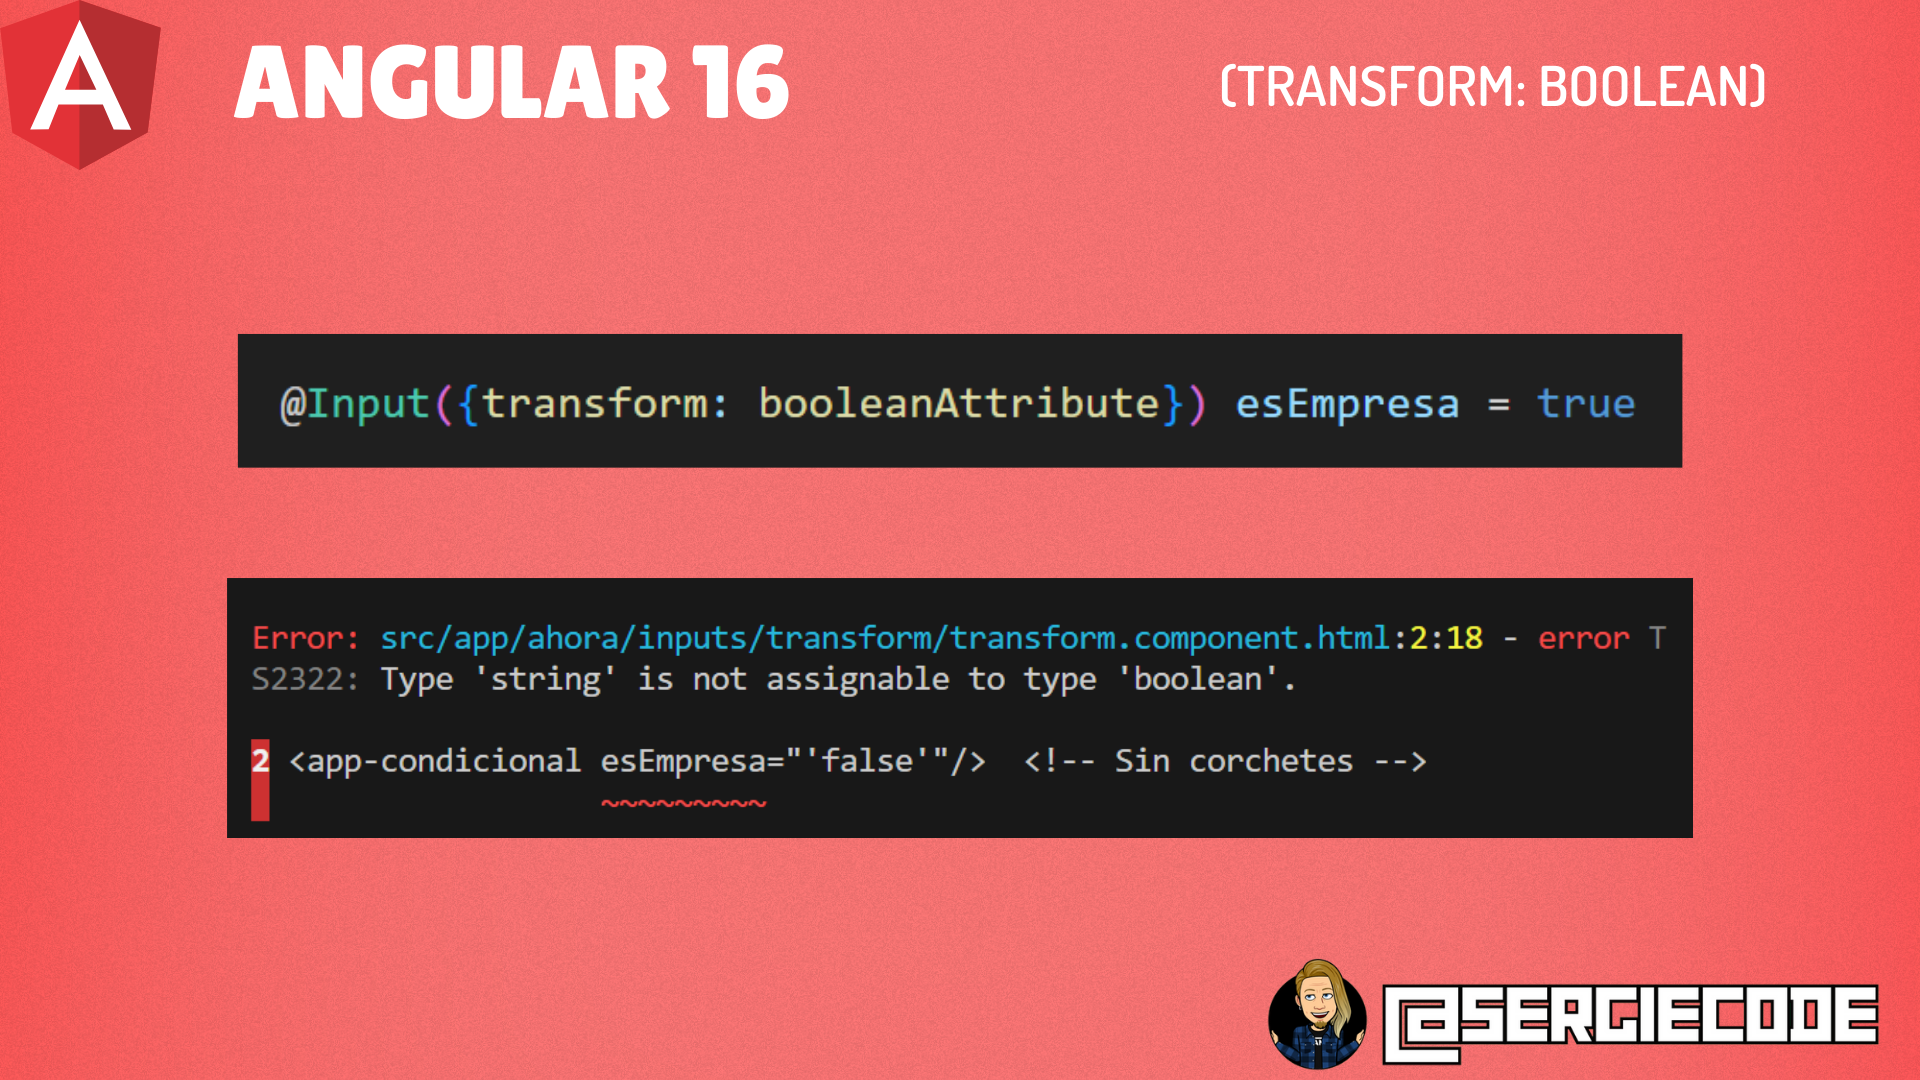 ANGULAR 16
(TRANSFORM: BOOLEAN)
@Input({transform: booleanAttribute}) esEmpresa = true
Error: src/app/ahora/inputs/transform/transform.component.html:2:18 - error T
S2322: Type 'string' is not assignable to type 'boolean'.
2 <app-condicional esEmpresa="'false'"/>  <!-- Sin corchetes -->
~~~~~~~~~
@SERGIECODE